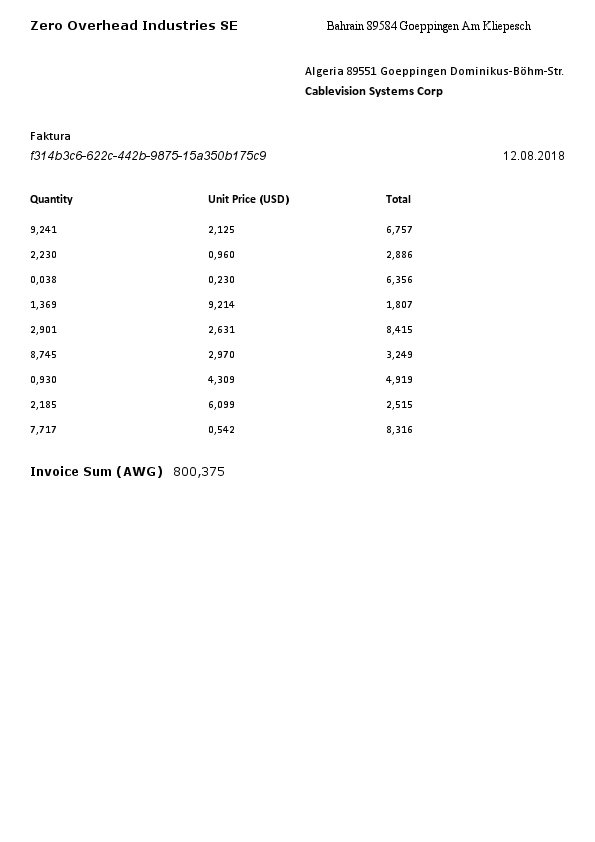 Zero Overhead Industries SE Bahrain 89584 Goeppingen Am Kliepesch
Algeria 89551 Goeppingen Dominikus-Böhm-Str.
Cablevision Systems Corp
Faktura
f314b3c6-622c-442b-9875-15a350b175c9 12.08.2018
Quantity Unit Price (USD) Total
9,241 2,125 6,757
2,230 0,960 2,886
0,038 0,230 6,356
1,369 9,214 1,807
2,901 2,631 8,415
8,745 2,970 3,249
0,930 4,309 4,919
2,185 6,099 2,515
7,717 0,542 8,316
Invoice Sum (AWG) 800,375